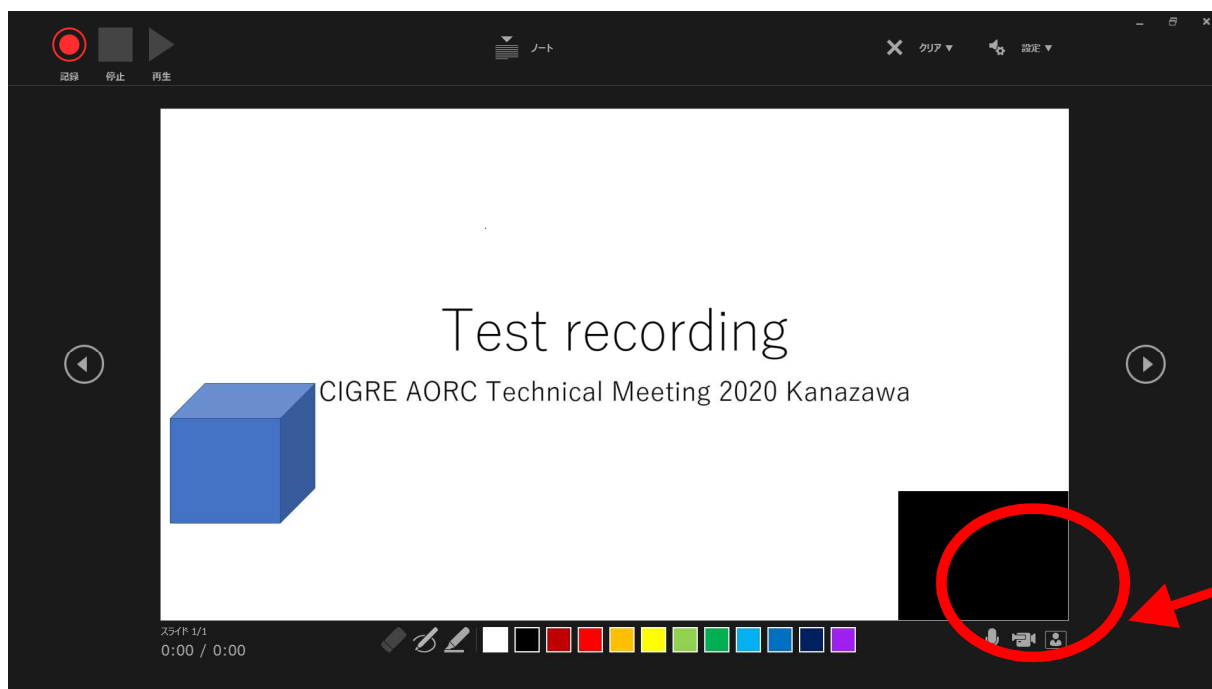 記録 停止 再生
ノート
クリア
設定
Test recording
CIGRE AORC Technical Meeting 2020 Kanazawa
スライド 1/1
0:00 / 0:00